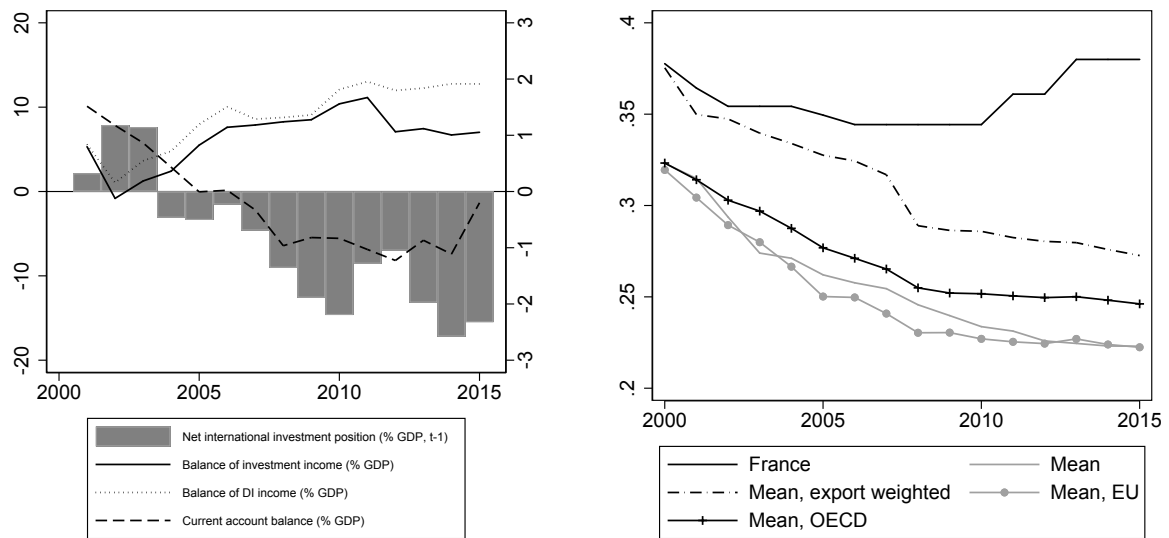 20
10
0
-10
-20
3
2
1
0
-1
-2
-3
2000 2005 2010 2015
Net international investment position (% GDP, t-1)
Balance of investment income (% GDP)
Balance of DI income (% GDP)
Current account balance (% GDP)
.4
.35
.3
.25
.2
2000 2005 2010 2015
France Mean
Mean, export weighted Mean, EU
Mean, OECD